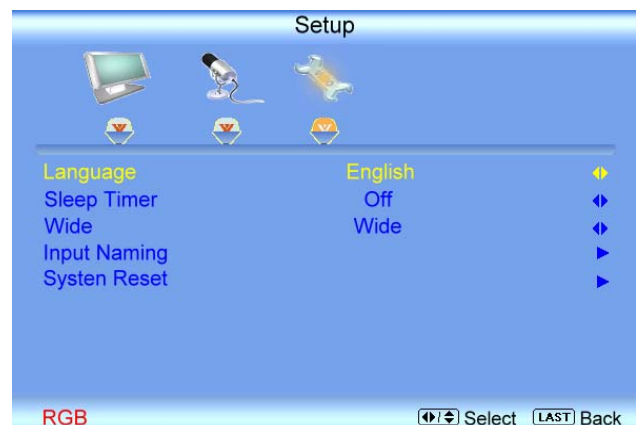 Setup
Language English
Sleep Timer Off
Wide Wide
Input Naming
Systen Reset
RGB Select LAST Back